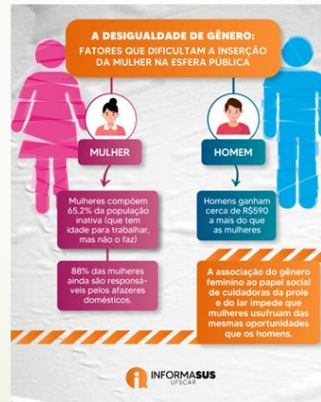 A DESIGUALDADE DE GÊNERO:
FATORES QUE DIFICULTAM A INSERÇÃO
DA MULHER NA ESFERA PÚBLICA
MULHER
HOMEM
Mulheres compõem
65,2% da população
inativa (que tem
idade para trabalhar,
mas não o faz)
Homens ganham
cerca de R$590
a mais do que
as mulheres
88% das mulheres
ainda são responsá-
veis pelos afazeres
domésticos.
A associação do gênero
feminino ao papel social
de cuidadoras da prole
e do lar impede que
mulheres usufruam das
mesmas oportunidades
que os homens.
INFORMASUS
UFSCAR